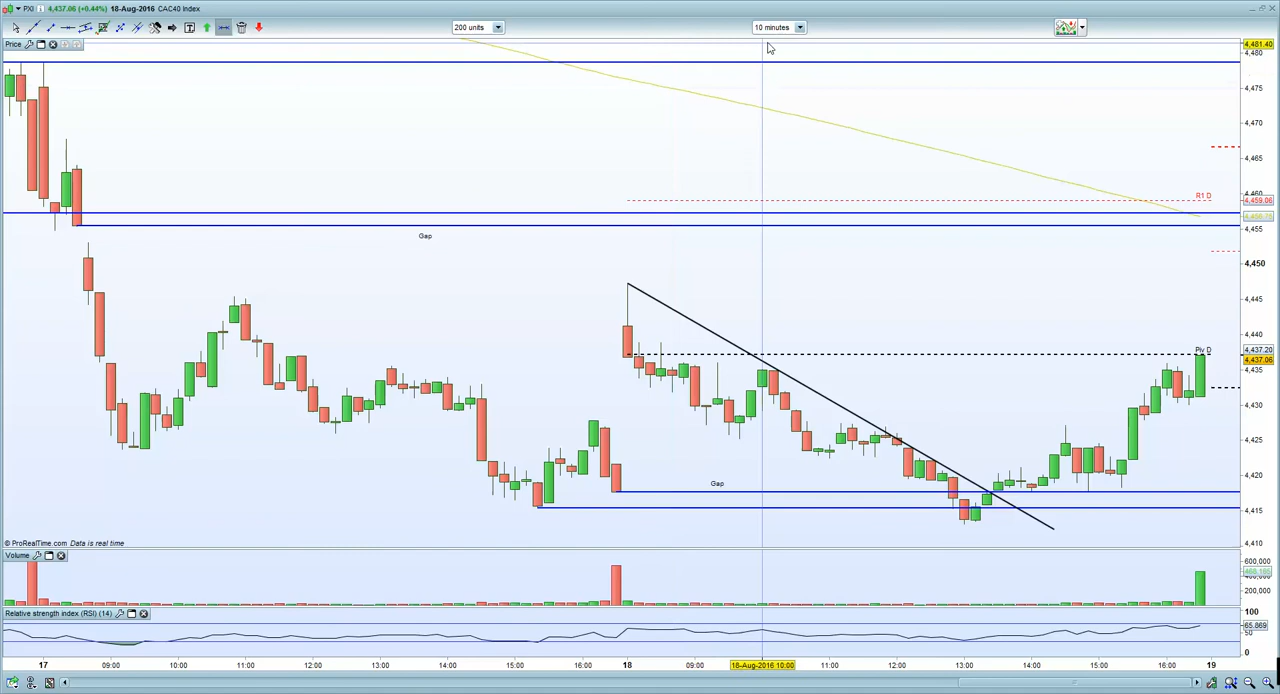 PXI 4,437.06 (+0.44%) 18-Aug-2016 CAC40 Index
200 units
10 minutes
Price
4,481.40
4,480
4,475
4,470
4,465
4,460
R1 D
4,459.06
4,455
Gap
4,450
4,445
4,440
Piv D
4,437.20
4,437.06
4,435
4,430
4,425
4,420
Gap
4,415
4,410
© ProRealTime.com Data is real time
Volume
600,000
400,000
200,000
Relative strength index (RSI) (14)
100
65.869
50
0
17 09:00 10:00 11:00 12:00 13:00 14:00 15:00 16:00 18 09:00 18-Aug-2016 10:00 11:00 12:00 13:00 14:00 15:00 16:00 19